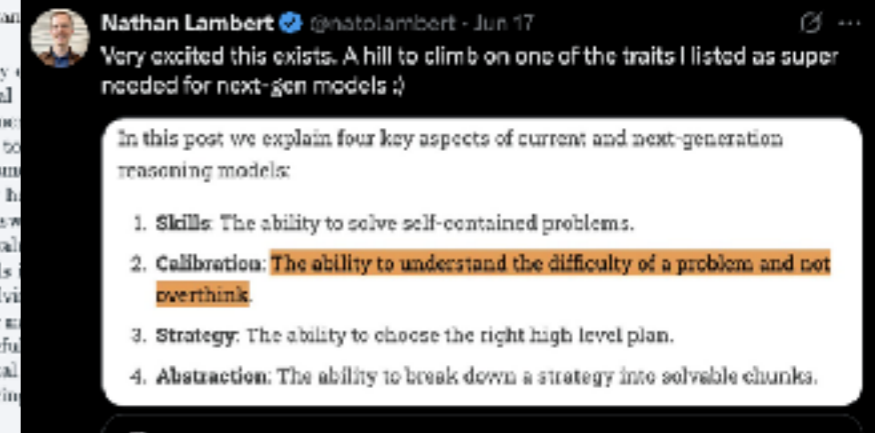 Nathan Lambert @natolambert · Jun 17
Very excited this exists. A hill to climb on one of the traits I listed as super
needed for next-gen models :)
In this post we explain four key aspects of current and next-generation
reasoning models:
1. Skills: The ability to solve self-contained problems.
2. Calibration: The ability to understand the difficulty of a problem and not
overthink.
3. Strategy: The ability to choose the right high level plan.
4. Abstraction: The ability to break down a strategy into solvable chunks.